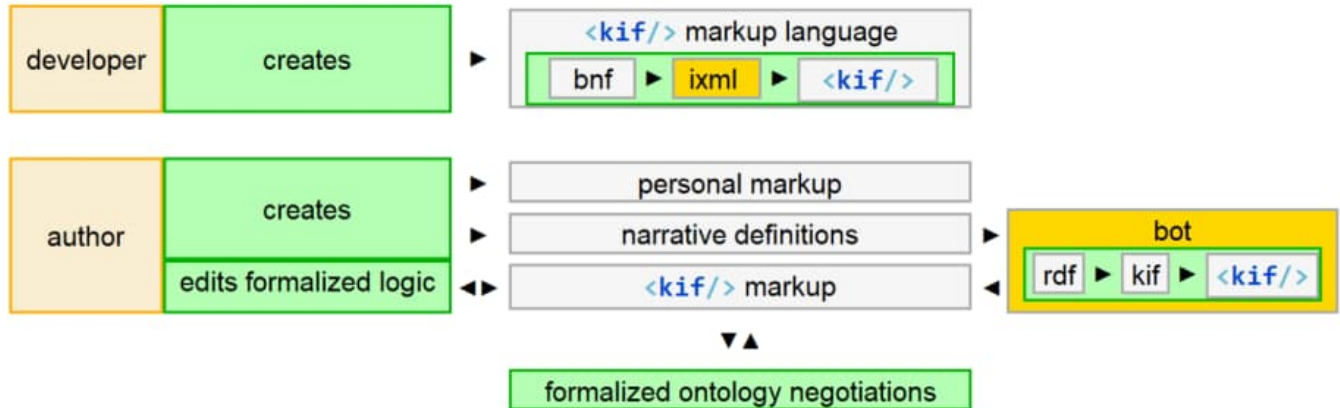 developer creates <kif/> markup language
bnf ► ixml ► <kif/>
author creates personal markup
narrative definitions
bot
edits formalized logic <kif/> markup
rdf ► kif ► <kif/>
formalized ontology negotiations